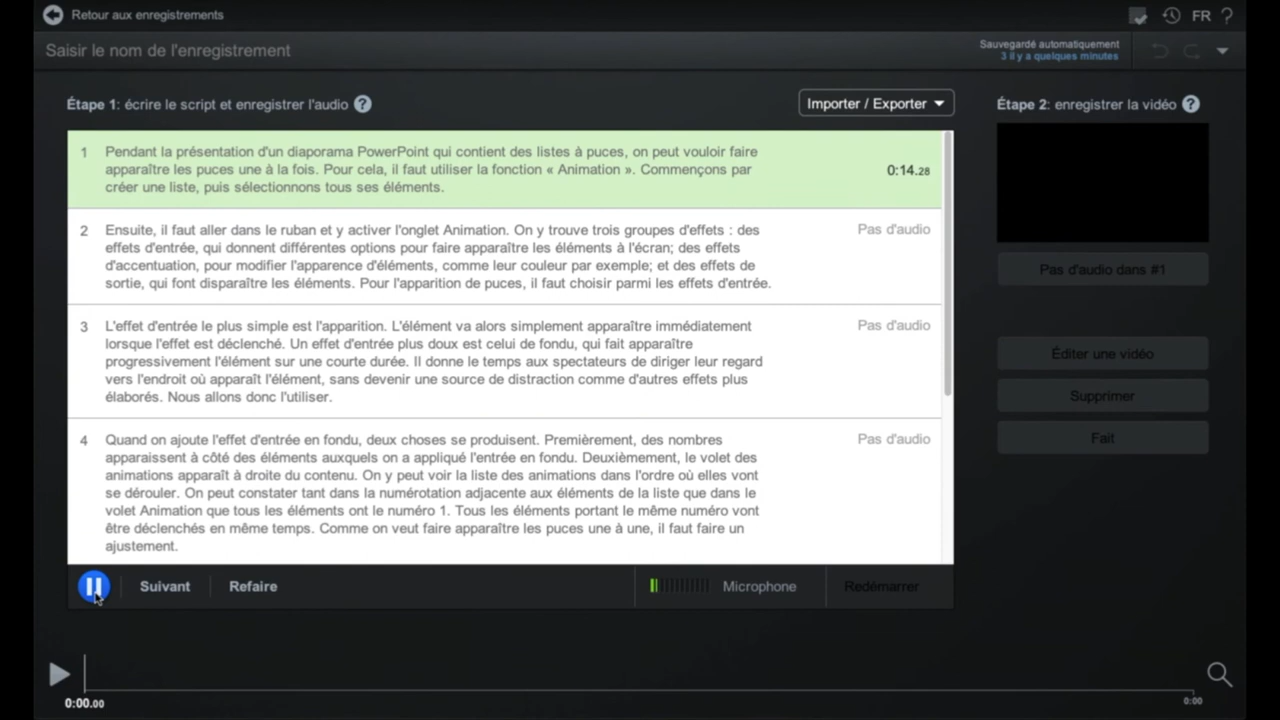 Retour aux enregistrements
FR ?
Saisir le nom de l'enregistrement
Sauvegardé automatiquement
3 il y a quelques minutes
Étape 1: écrire le script et enregistrer l'audio ?
Importer / Exporter
Étape 2: enregistrer la vidéo ?
1 Pendant la présentation d'un diaporama PowerPoint qui contient des listes à puces, on peut vouloir faire
apparaître les puces une à la fois. Pour cela, il faut utiliser la fonction « Animation ». Commençons par
créer une liste, puis sélectionnons tous ses éléments.
0:14.28
2 Ensuite, il faut aller dans le ruban et y activer l'onglet Animation. On y trouve trois groupes d'effets : des
effets d'entrée, qui donnent différentes options pour faire apparaître les éléments à l'écran; des effets
d'accentuation, pour modifier l'apparence d'éléments, comme leur couleur par exemple; et des effets de
sortie, qui font disparaître les éléments. Pour l'apparition de puces, il faut choisir parmi les effets d'entrée.
Pas d'audio
3 L'effet d'entrée le plus simple est l'apparition. L'élément va alors simplement apparaître immédiatement
lorsque l'effet est déclenché. Un effet d'entrée plus doux est celui de fondu, qui fait apparaître
progressivement l'élément sur une courte durée. Il donne le temps aux spectateurs de diriger leur regard
vers l'endroit où apparaît l'élément, sans devenir une source de distraction comme d'autres effets plus
élaborés. Nous allons donc l'utiliser.
Pas d'audio
4 Quand on ajoute l'effet d'entrée en fondu, deux choses se produisent. Premièrement, des nombres
apparaissent à côté des éléments auxquels on a appliqué l'entrée en fondu. Deuxièmement, le volet des
animations apparaît à droite du contenu. On y peut voir la liste des animations dans l'ordre où elles vont
se dérouler. On peut constater tant dans la numérotation adjacente aux éléments de la liste que dans le
volet Animation que tous les éléments ont le numéro 1. Tous les éléments portant le même numéro vont
être déclenchés en même temps. Comme on veut faire apparaître les puces une à une, il faut faire un
ajustement.
Pas d'audio
Pas d'audio dans #1
Éditer une vidéo
Supprimer
Fait
Suivant
Refaire
Microphone
Redémarrer
0:00.00
0:00